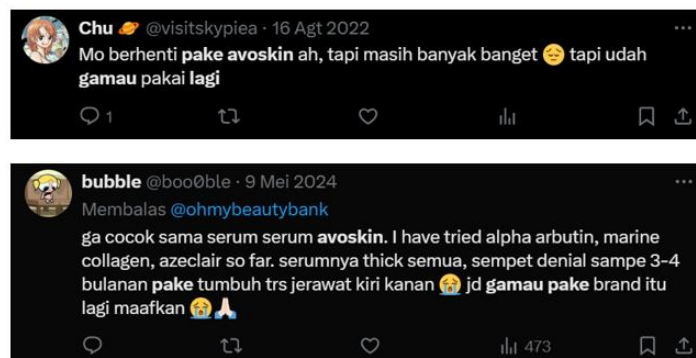 Chu 🪐 @visitskypiea · 16 Agt 2022
Mo berhenti pake avoskin ah, tapi masih banyak banget 😔 tapi udah
gamau pakai lagi
1
bubble @boo0ble · 9 Mei 2024
Membalas @ohmybeautybank
ga cocok sama serum serum avoskin. I have tried alpha arbutin, marine
collagen, azeclair so far. serumnya thick semua, sempet denial sampe 3-4
bulanan pake tumbuh trs jerawat kiri kanan 😭 jd gamau pake brand itu
lagi maafkan 😭🙏🏻
473